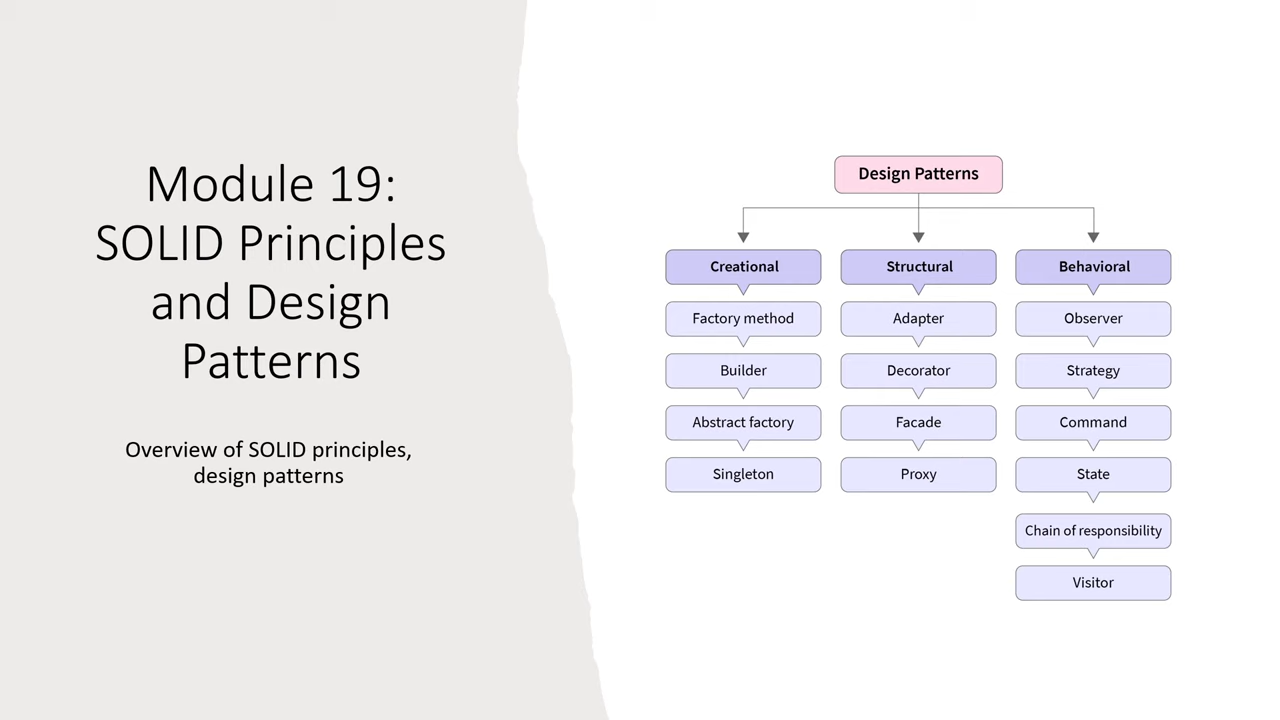 Module 19:
SOLID Principles
and Design
Patterns
Overview of SOLID principles,
design patterns
Design Patterns
Creational
Factory method
Builder
Abstract factory
Singleton
Structural
Adapter
Decorator
Facade
Proxy
Behavioral
Observer
Strategy
Command
State
Chain of responsibility
Visitor